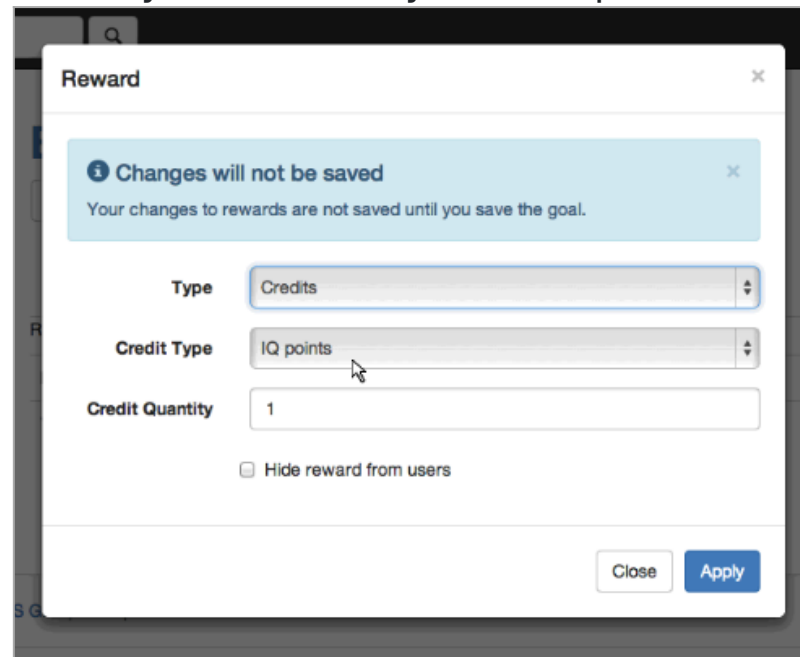 Reward
×
Changes will not be saved
×
Your changes to rewards are not saved until you save the goal.
Type
Credits
Credit Type
IQ points
Credit Quantity
1
Hide reward from users
Close
Apply
S G